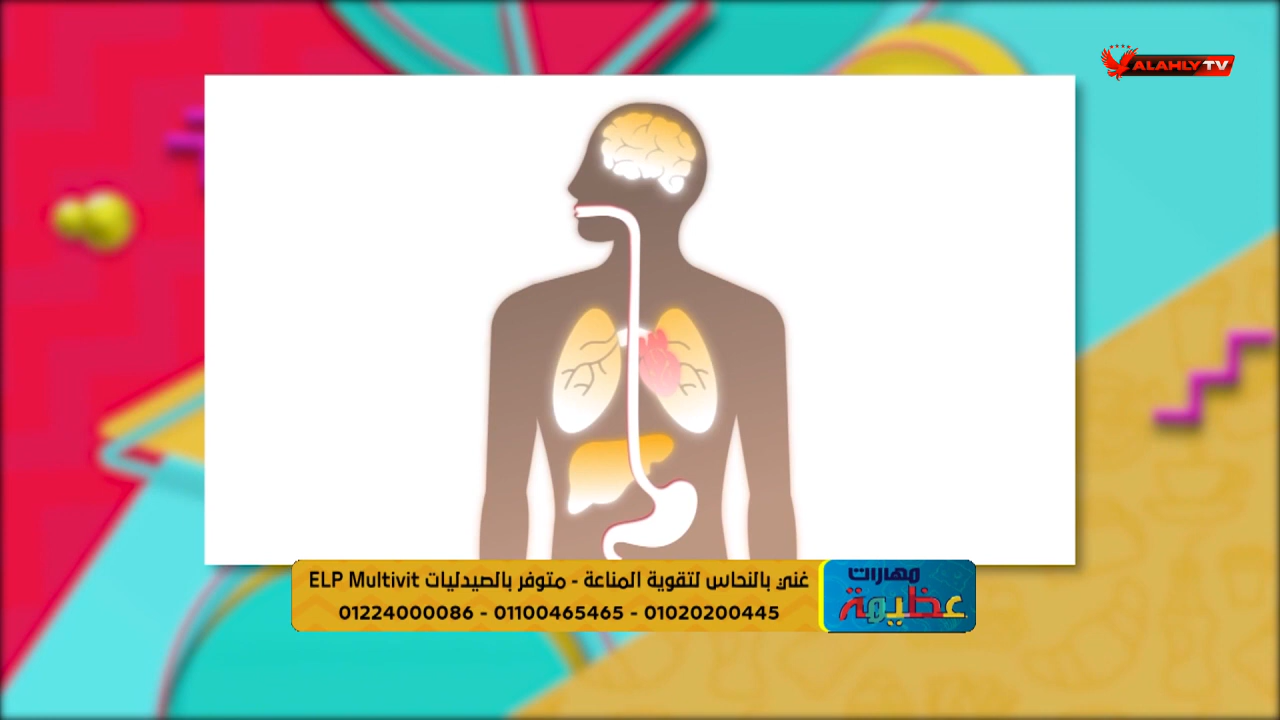 ALAHLY TV
غني بالنحاس لتقوية المناعة - متوفر بالصيدليات ELP Multivit
01224000086 - 01100465465 - 01020200445
مهارات
عظيمة